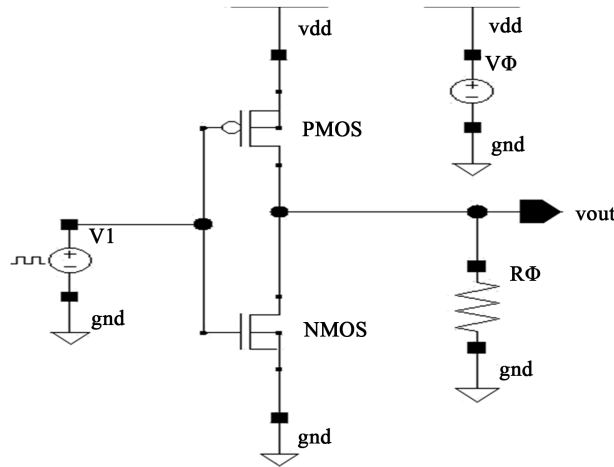 vdd
vdd
VΦ
PMOS
gnd
vout
V1
RΦ
gnd
NMOS
gnd
gnd